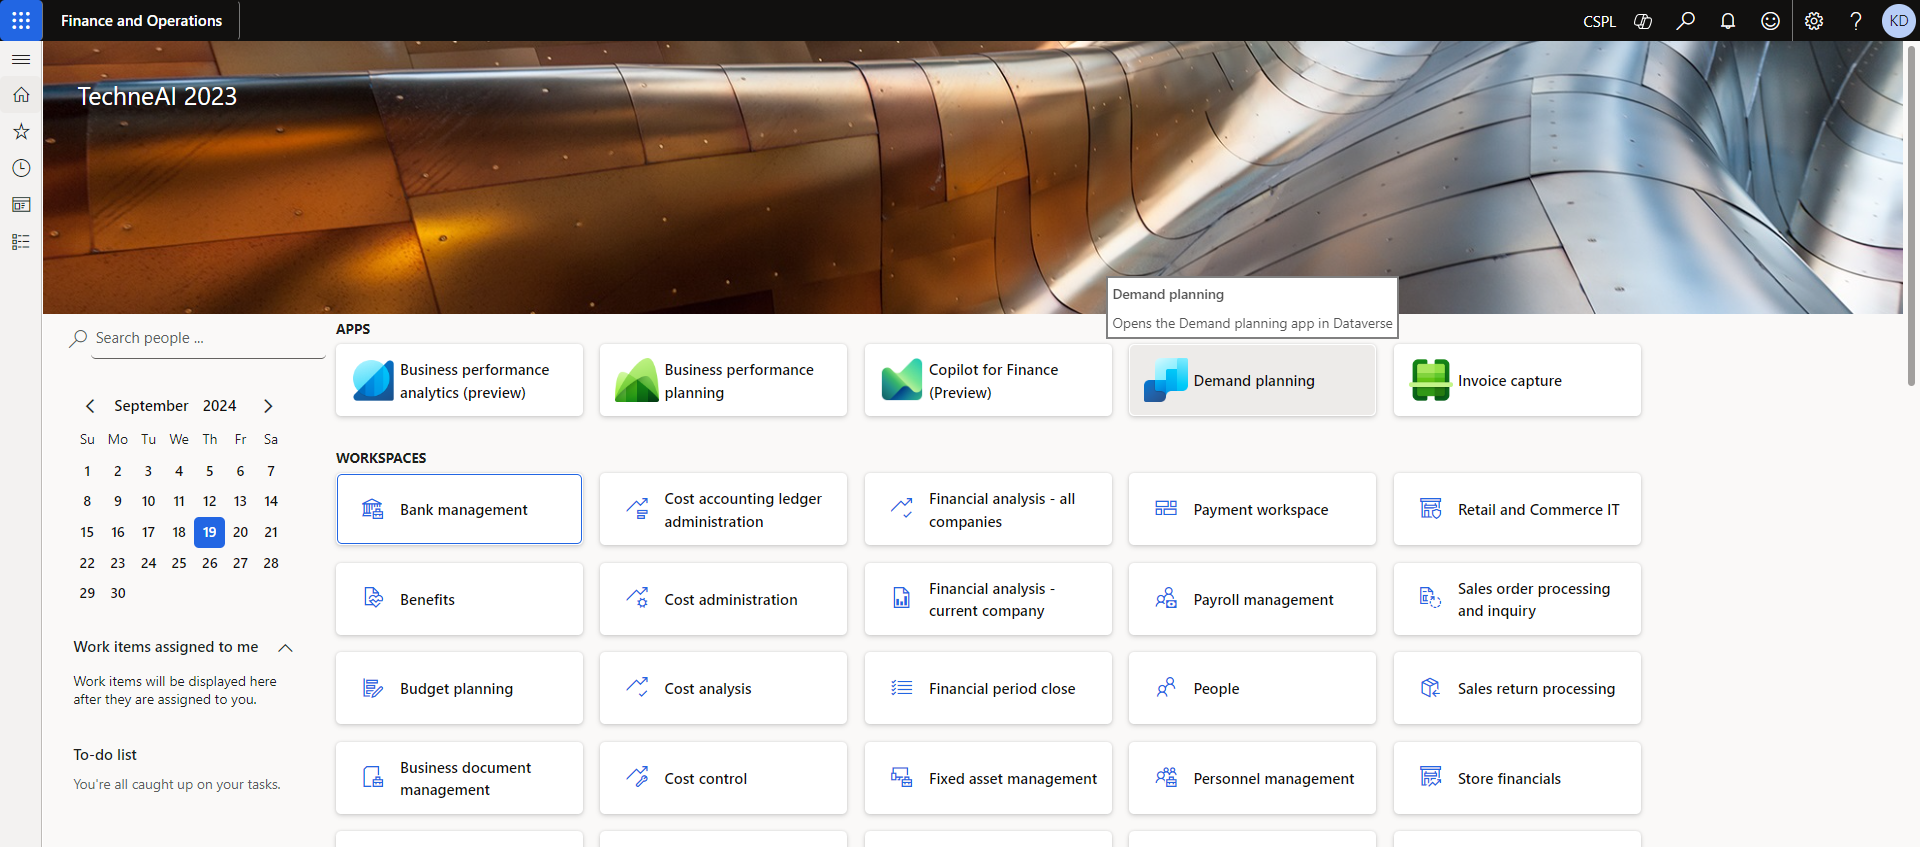 Finance and Operations
CSPL
KD
TechneAI 2023
Demand planning
Opens the Demand planning app in Dataverse
Search people ...
September 2024
Su Mo Tu We Th Fr Sa
1 2 3 4 5 6 7
8 9 10 11 12 13 14
15 16 17 18 19 20 21
22 23 24 25 26 27 28
29 30
Work items assigned to me
Work items will be displayed here
after they are assigned to you.
To-do list
You're all caught up on your tasks.
APPS
Business performance
analytics (preview)
Business performance
planning
Copilot for Finance
(Preview)
Demand planning
Invoice capture
WORKSPACES
Bank management
Cost accounting ledger
administration
Financial analysis - all
companies
Payment workspace
Retail and Commerce IT
Benefits
Cost administration
Financial analysis -
current company
Payroll management
Sales order processing
and inquiry
Budget planning
Cost analysis
Financial period close
People
Sales return processing
Business document
management
Cost control
Fixed asset management
Personnel management
Store financials